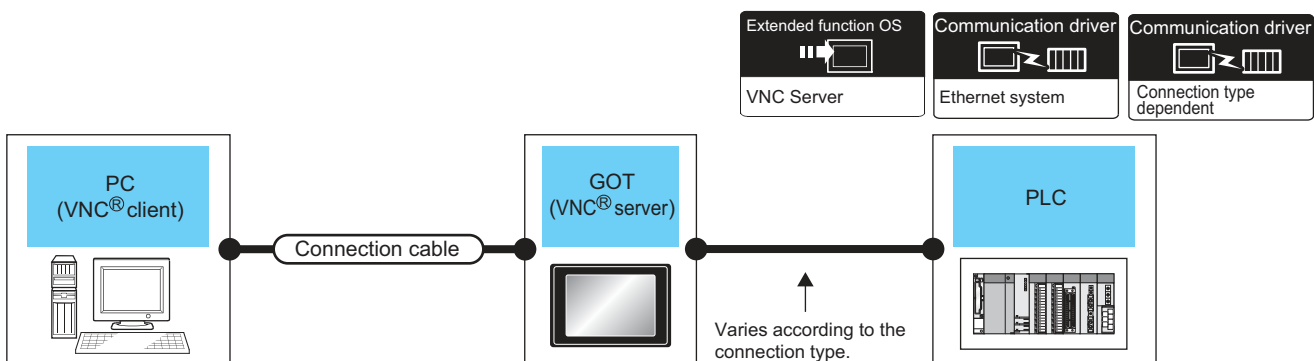 Extended function OS
VNC Server
Communication driver
Ethernet system
Communication driver
Connection type
dependent
PC
(VNC® client)
Connection cable
GOT
(VNC® server)
PLC
Varies according to the
connection type.